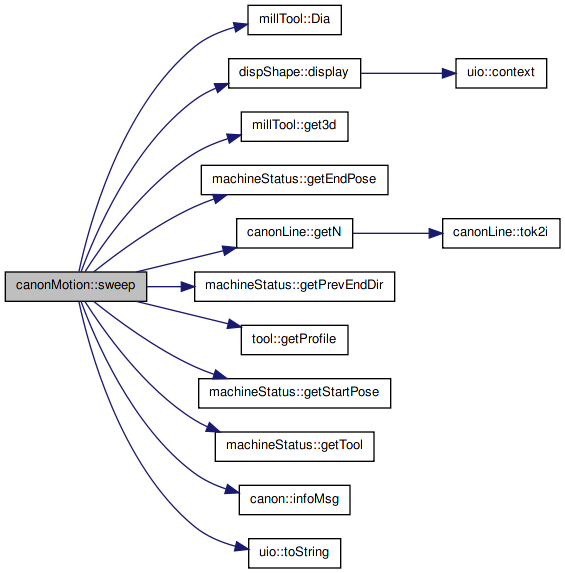 millTool::Dia
dispShape::display
uio::context
millTool::get3d
machineStatus::getEndPose
canonLine::getN
canonLine::tok2i
canonMotion::sweep
machineStatus::getPrevEndDir
tool::getProfile
machineStatus::getStartPose
machineStatus::getTool
canon::infoMsg
uio::toString